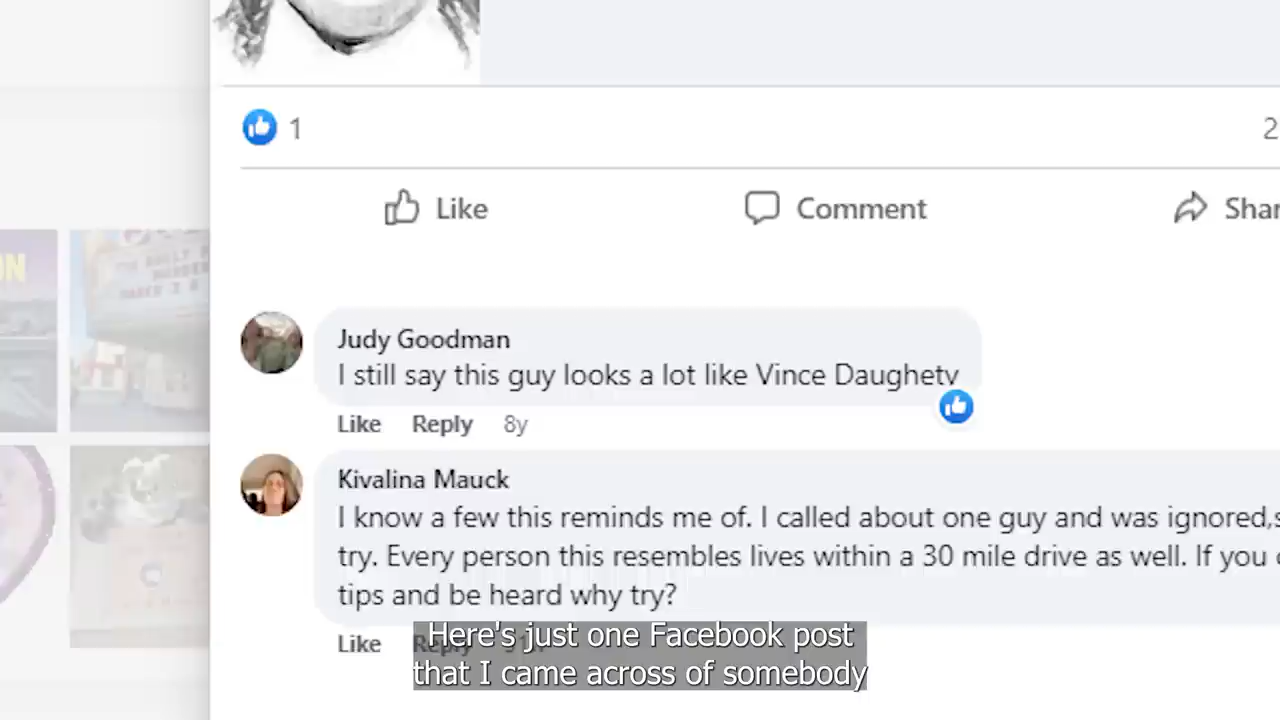 1
2
Like
Comment
Shar
Judy Goodman
I still say this guy looks a lot like Vince Daughety
Like Reply 8y
Kivalina Mauck
I know a few this reminds me of. I called about one guy and was ignored,s
try. Every person this resembles lives within a 30 mile drive as well. If you
tips and be heard why try?
Like Reply
Here's just one Facebook post
that I came across of somebody